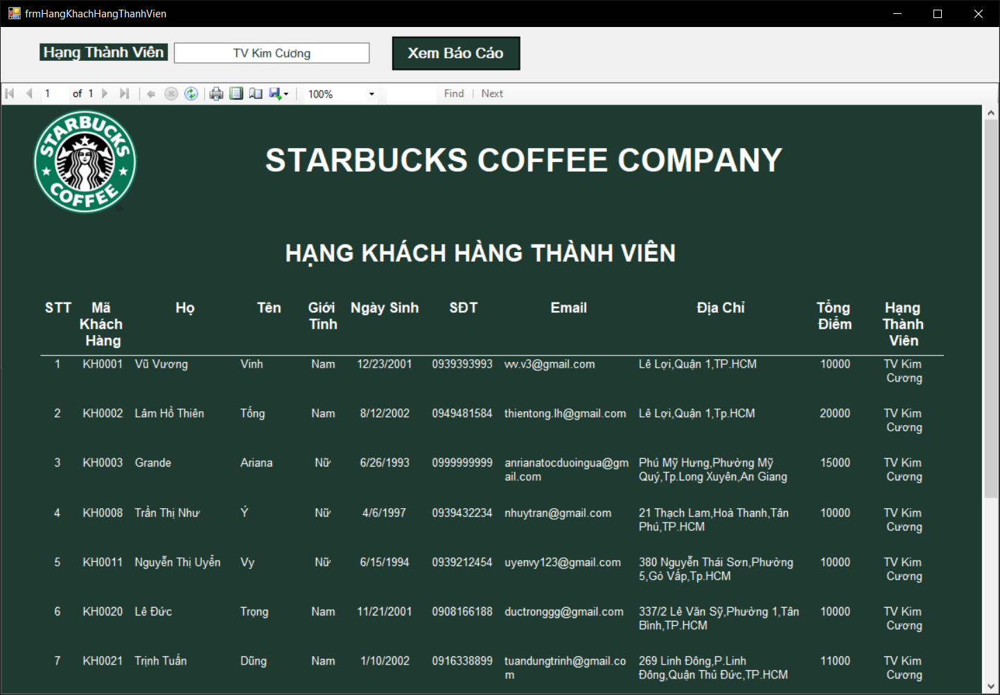 frmHangKhachHangThanhVien
Hạng Thành Viên TV Kim Cương Xem Báo Cáo
1 of 1 100% Find Next
STARBUCKS
COFFEE
STARBUCKS COFFEE COMPANY
HẠNG KHÁCH HÀNG THÀNH VIÊN
STT Mã Họ Tên Giới Ngày Sinh SĐT Email Địa Chỉ Tổng Hạng
Khách Tính Điểm Thành
Hàng Viên
1 KH0001 Vũ Vương Vinh Nam 12/23/2001 0939393993 vv.v3@gmail.com Lê Lợi,Quận 1,TP.HCM 10000 TV Kim
Cương
2 KH0002 Lâm Hồ Thiên Tống Nam 8/12/2002 0949481584 thientong.lh@gmail.com Lê Lợi,Quận 1,Tp.HCM 20000 TV Kim
Cương
3 KH0003 Grande Ariana Nữ 6/26/1993 0999999999 anrianatocduoingua@gm Phú Mỹ Hưng,Phường Mỹ 15000 TV Kim
ail.com Quý,Tp.Long Xuyên,An Giang Cương
4 KH0008 Trần Thị Như Ý Nữ 4/6/1997 0939432234 nhuytran@gmail.com 21 Thạch Lam,Hoà Thanh,Tân 10000 TV Kim
Phú,TP.HCM Cương
5 KH0011 Nguyễn Thị Uyển Vy Nữ 6/15/1994 0939212454 uyenvy123@gmail.com 380 Nguyễn Thái Sơn,Phường 10000 TV Kim
5,Gò Vấp,Tp.HCM Cương
6 KH0020 Lê Đức Trọng Nam 11/21/2001 0908166188 ductronggg@gmail.com 337/2 Lê Văn Sỹ,Phường 1,Tân 10000 TV Kim
Bình,TP.HCM Cương
7 KH0021 Trịnh Tuấn Dũng Nam 1/10/2002 0916338899 tuandungtrinh@gmail.co 269 Linh Đông,P.Linh 11000 TV Kim
m Đông,Quận Thủ Đức,TP.HCM Cương